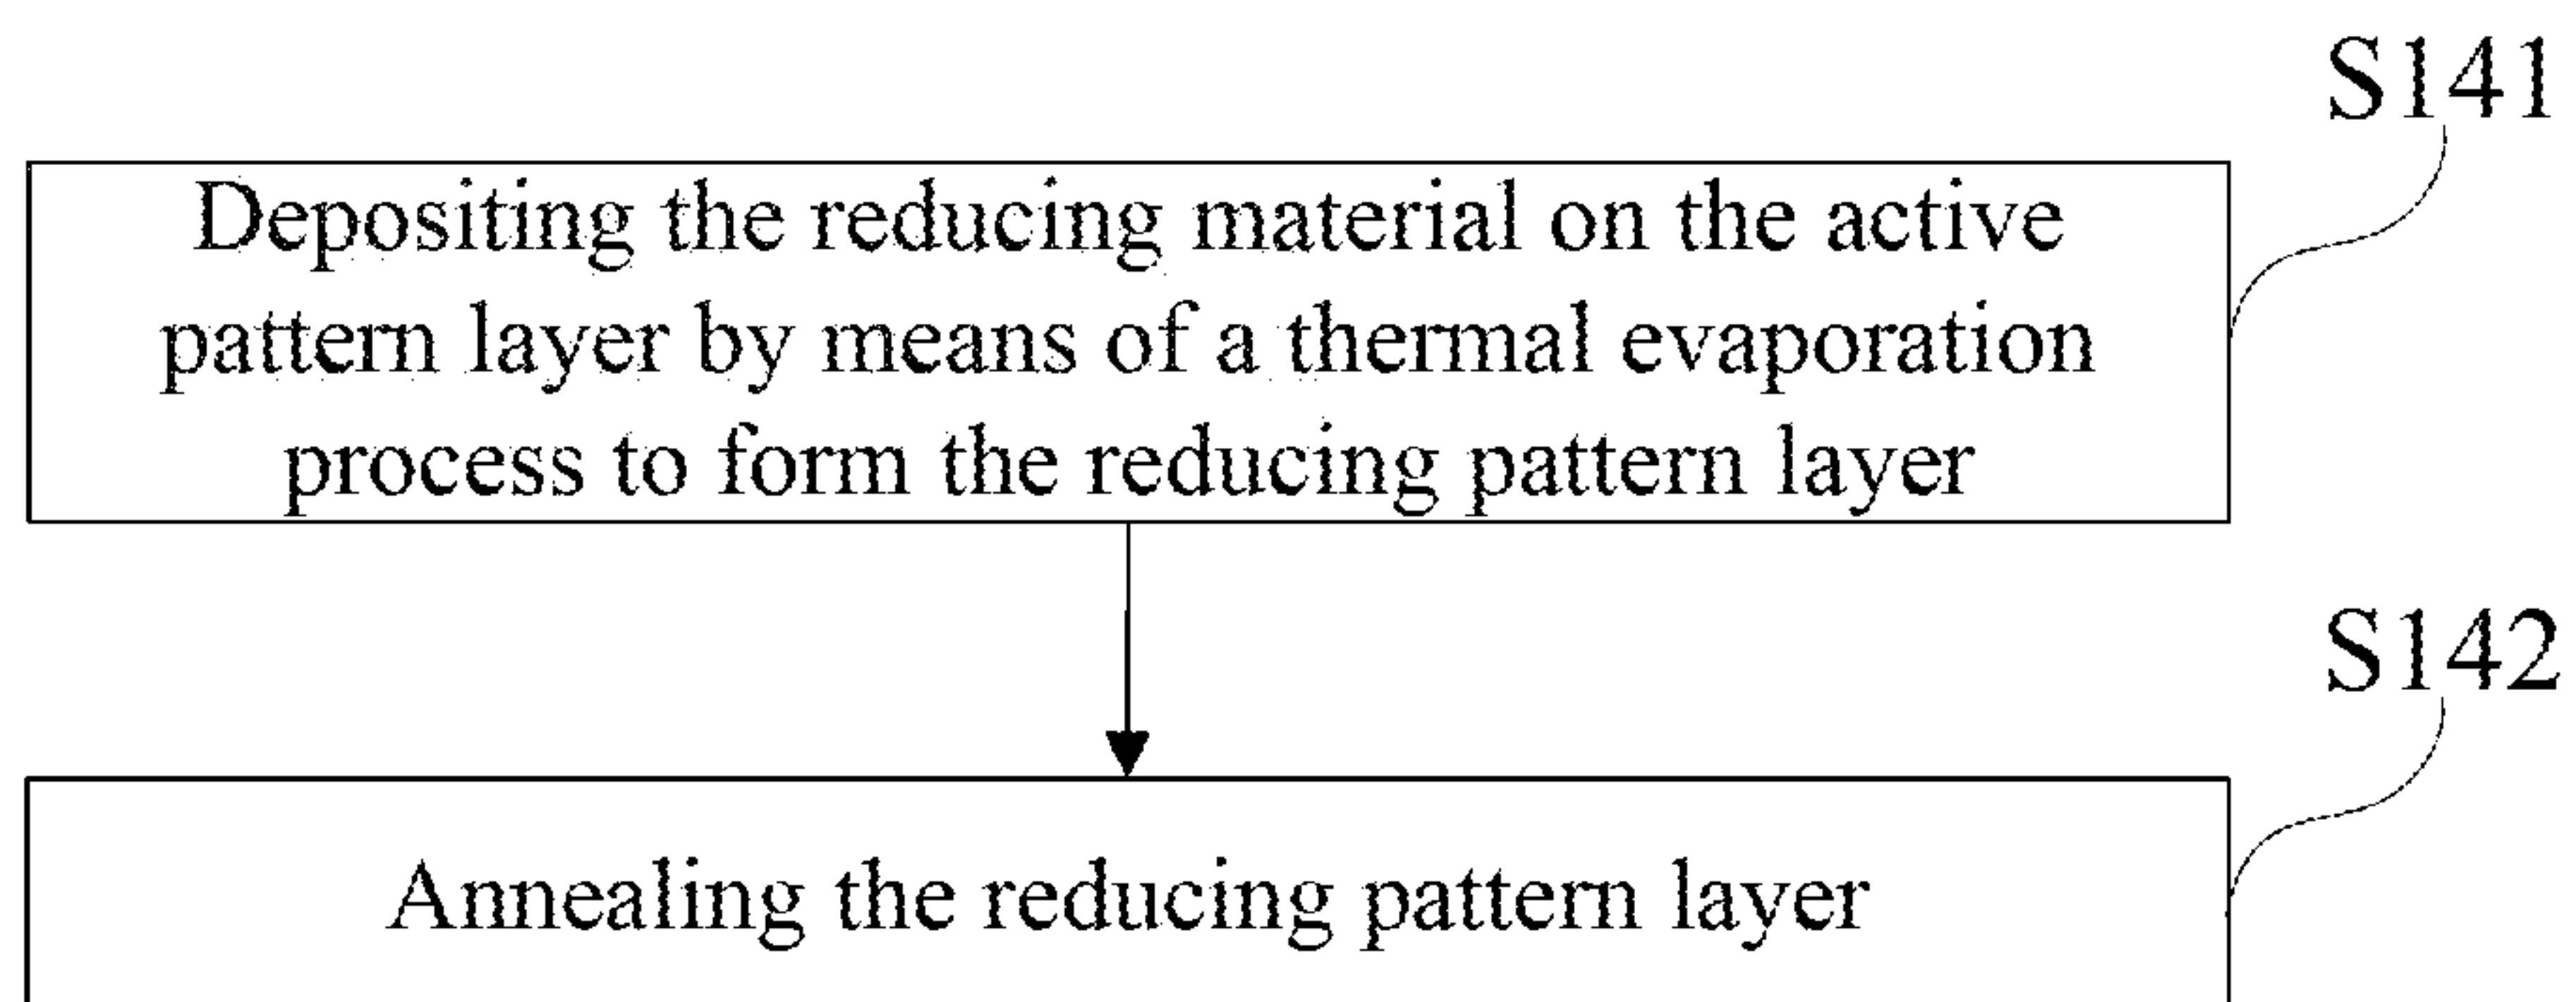 S141
Depositing the reducing material on the active
pattern layer by means of a thermal evaporation
process to form the reducing pattern layer
S142
Annealing the reducing pattern layer